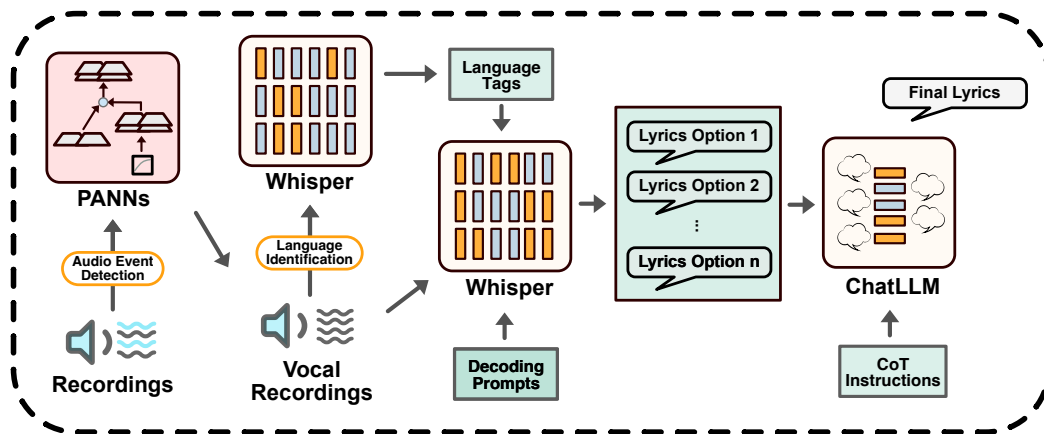 PANNs
Audio Event
Detection
Recordings
Whisper
Language
Identification
Vocal
Recordings
Language
Tags
Whisper
Decoding
Prompts
Lyrics Option 1
Lyrics Option 2
⋮
Lyrics Option n
Final Lyrics
ChatLLM
CoT
Instructions